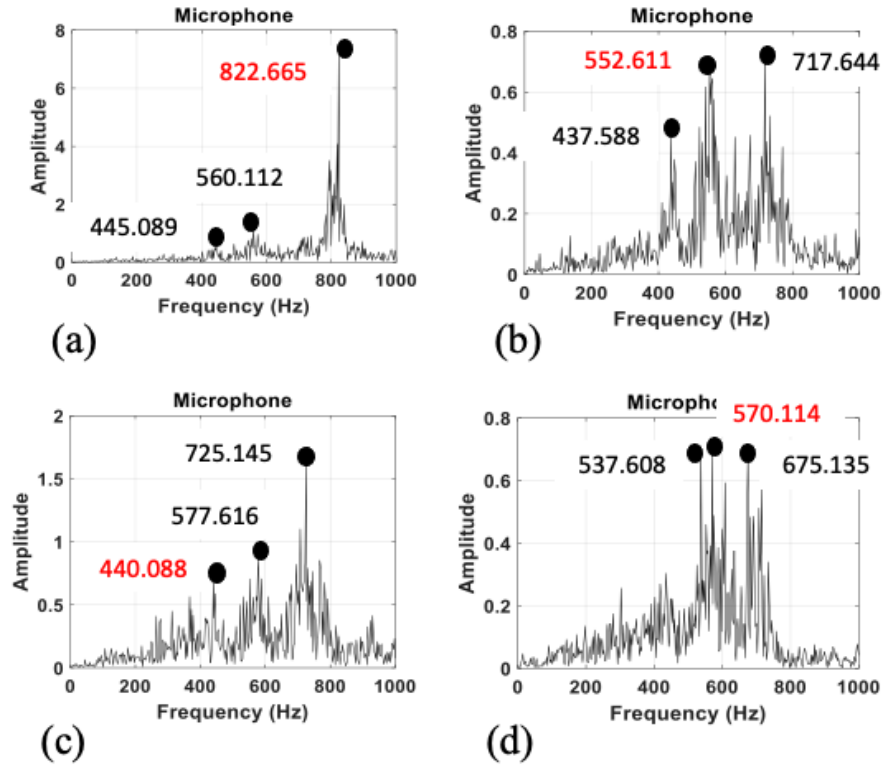 Microphone
8
6
4
2
0
Amplitude
822.665
560.112
445.089
0 200 400 600 800 1000
Frequency (Hz)
(a)
Microphone
0.8
0.6
0.4
0.2
0
Amplitude
552.611
717.644
437.588
0 200 400 600 800 1000
Frequency (Hz)
(b)
Microphone
2
1.5
1
0.5
0
Amplitude
725.145
577.616
440.088
0 200 400 600 800 1000
Frequency (Hz)
(c)
0.8
0.6
0.4
0.2
0
Amplitude
570.114
537.608
675.135
0 200 400 600 800 1000
Frequency (Hz)
(d)